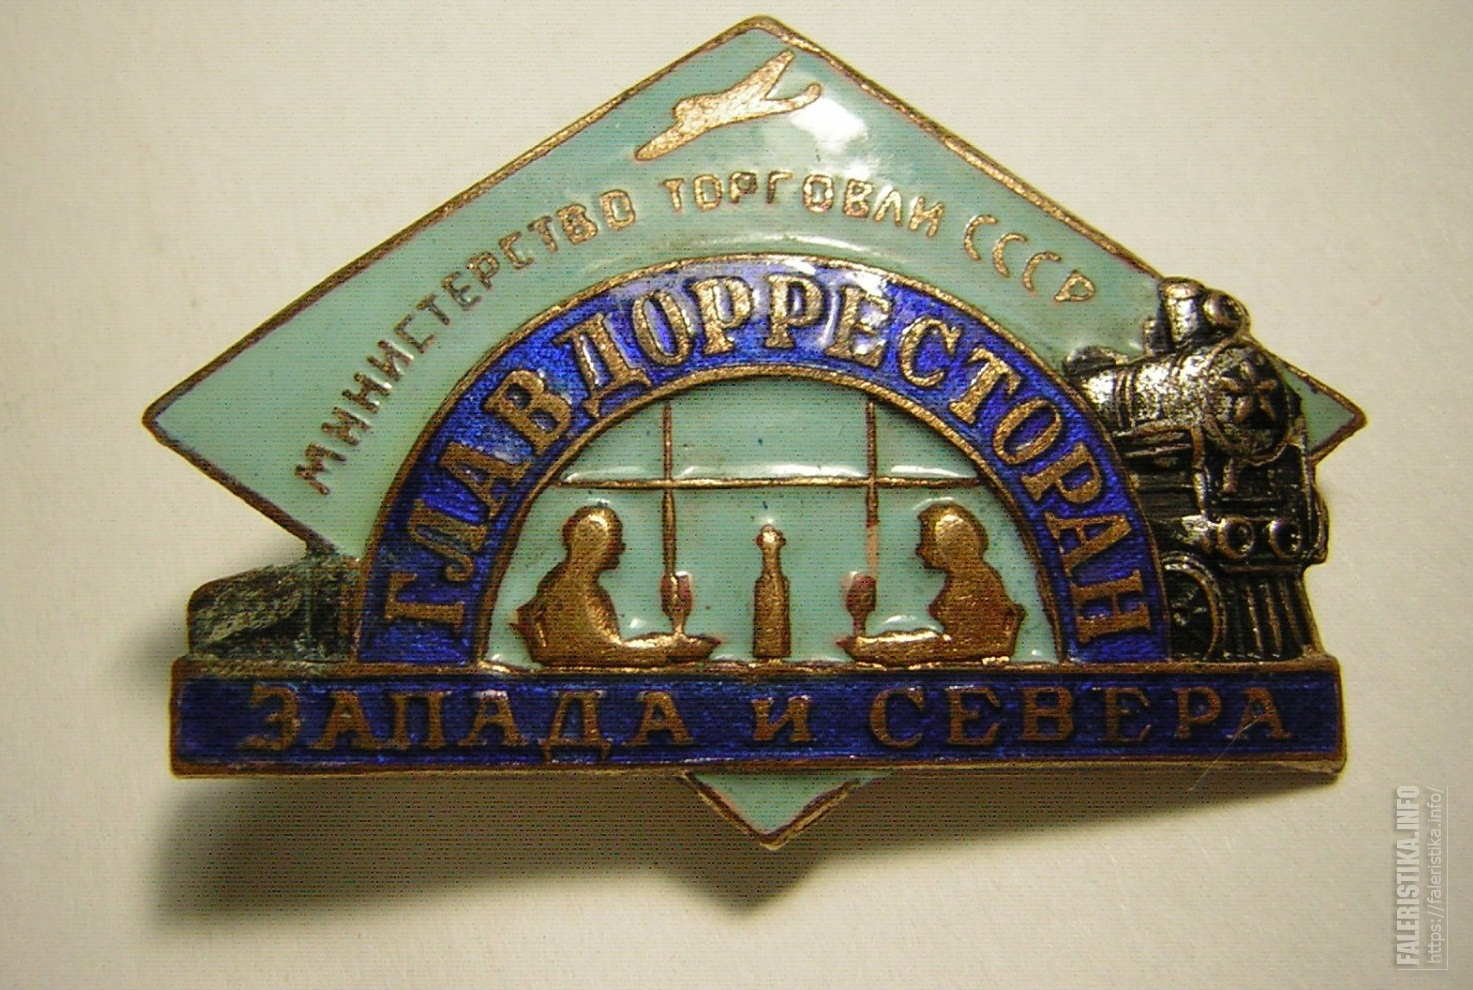 МИНИСТЕРСТВО ТОРГОВЛИ СССР
ГЛАВДОРРЕСТОРАН
ЗАПАДА И СЕВЕРА
FALERISTIKA.INFO
https://faleristika.info/